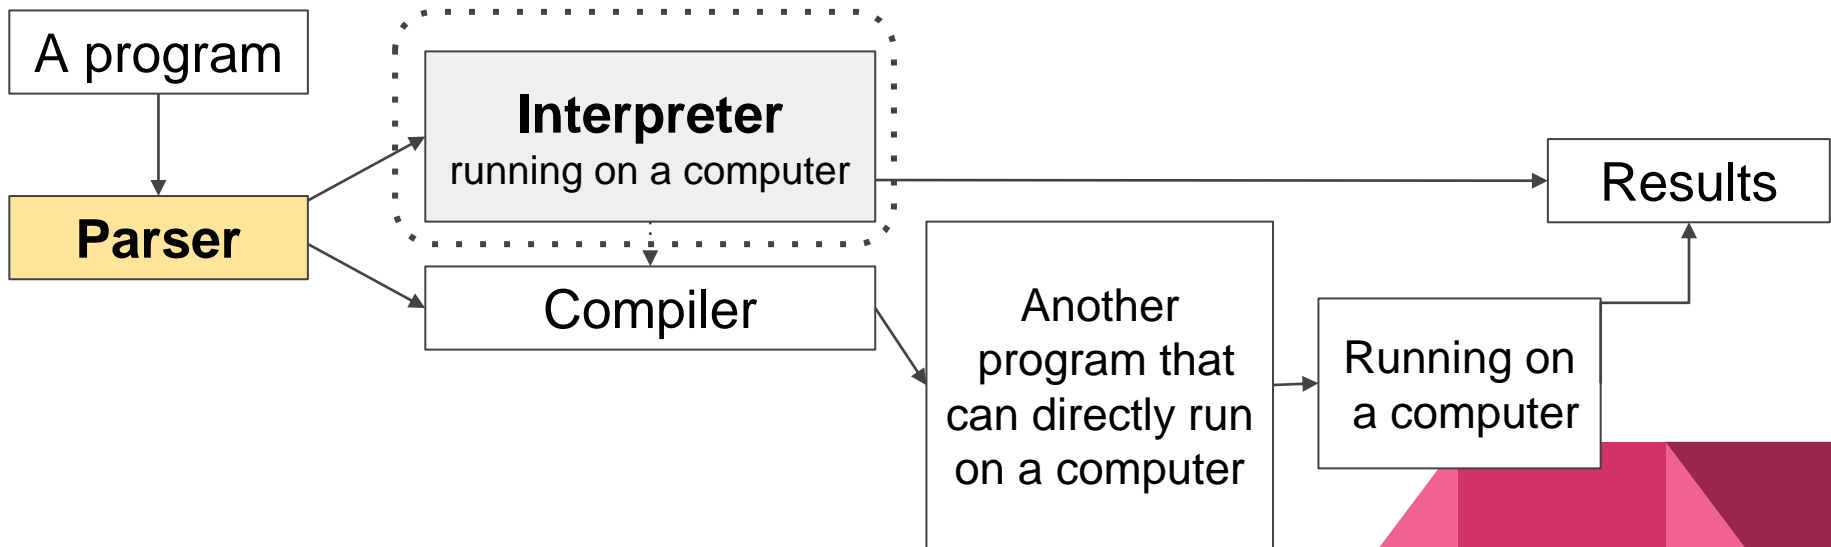 A program
Interpreter
running on a computer
Parser
Results
Compiler
Another
program that
can directly run
on a computer
Running on
a computer